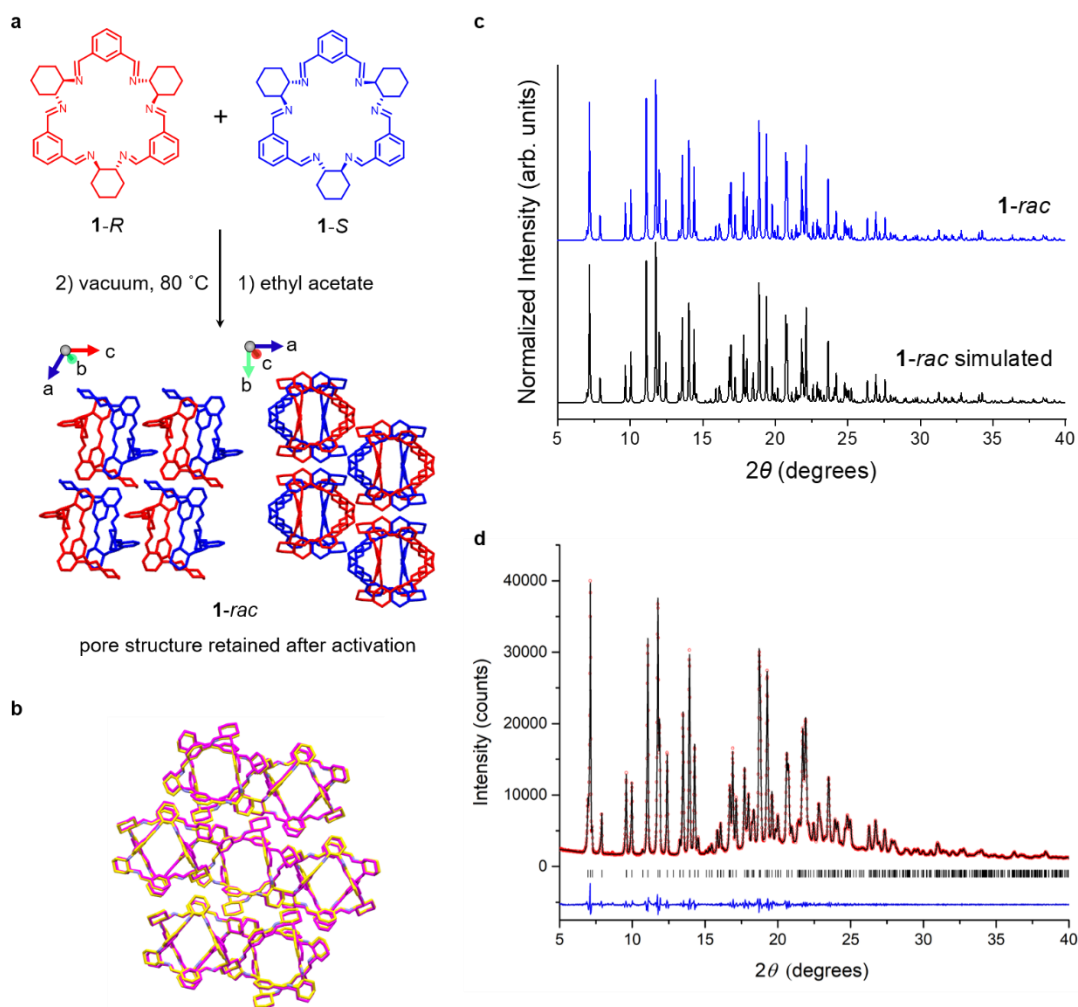 a
N
N
N
N
N
N
+
N
N
N
N
N
N
1-R
1-S
2) vacuum, 80 ˚C
1) ethyl acetate
c
b
a
a
c
b
1-rac
pore structure retained after activation
b
c
Normalized Intensity (arb. units)
1-rac
1-rac simulated
5 10 15 20 25 30 35 40
2θ (degrees)
d
Intensity (counts)
40000
30000
20000
10000
0
5 10 15 20 25 30 35 40
2θ (degrees)